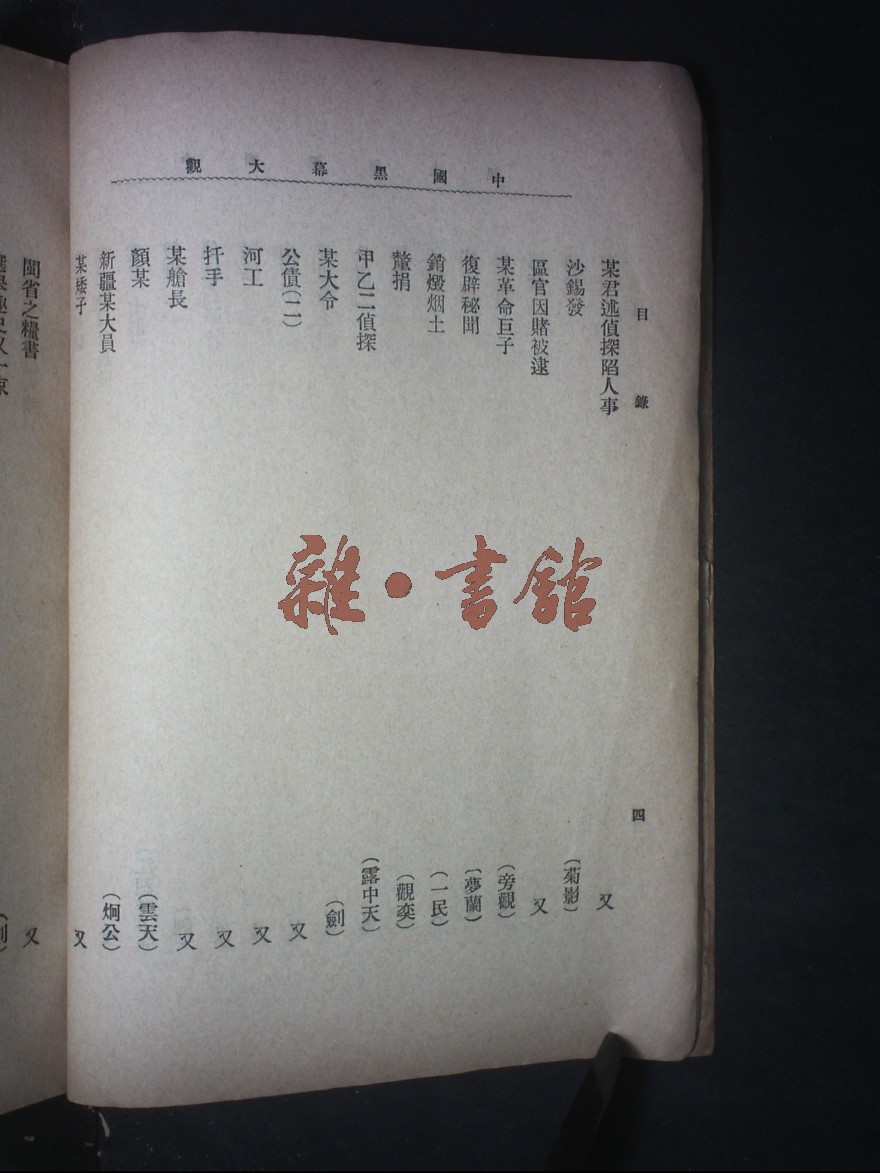 中國黑幕大觀
目錄 四
某君述偵探陷人事 又
沙錫發 (菊影)
區官因賭被逮 又
某革命巨子 (旁觀)
復辟秘聞 (夢蘭)
銷燬烟土 (一民)
釐捐 (觀奕)
甲乙二偵探 (露中天)
某大令 (劍)
公債(二) 又
河工 又
扦手 又
某艙長 又
顏某 (雲天)
新疆某大員 (炯公)
某矮子 又
閩省之糧書 又
雜·書館